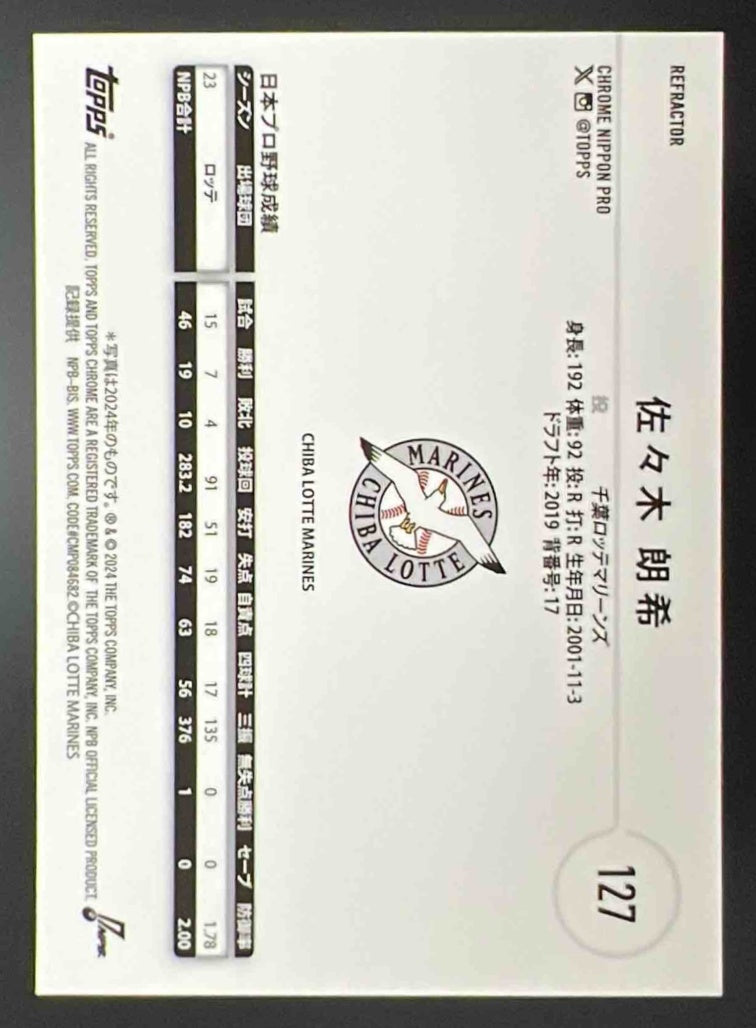 REFRACTOR
佐々木 朗希
127
CHROME NIPPON PRO
X @TOPPS
投
千葉ロッテマリーンズ
身長: 192 体重: 92 投: R 打: R 生年月日: 2001-11-3
ドラフト年: 2019 背番号: 17
MARINES
CHIBA LOTTE
CHIBA LOTTE MARINES
日本プロ野球成績
シーズン 出場球団 試合 勝利 敗北 投球回 安打 失点 自責点 四球計 三振 無失点勝利 セーブ 防御率
23 ロッテ 15 7 4 91 51 19 18 17 135 0 0 1.78
NPB合計 46 19 10 283.2 182 74 63 56 376 1 0 2.00
Topps
*写真は2024年のものです。® & © 2024 THE TOPPS COMPANY, INC.
ALL RIGHTS RESERVED. TOPPS AND TOPPS CHROME ARE A REGISTERED TRADEMARK OF THE TOPPS COMPANY, INC. NPB OFFICIAL LICENSED PRODUCT.
記録提供 NPB-BIS. WWW.TOPPS.COM. CODE#CMP084682 ©CHIBA LOTTE MARINES